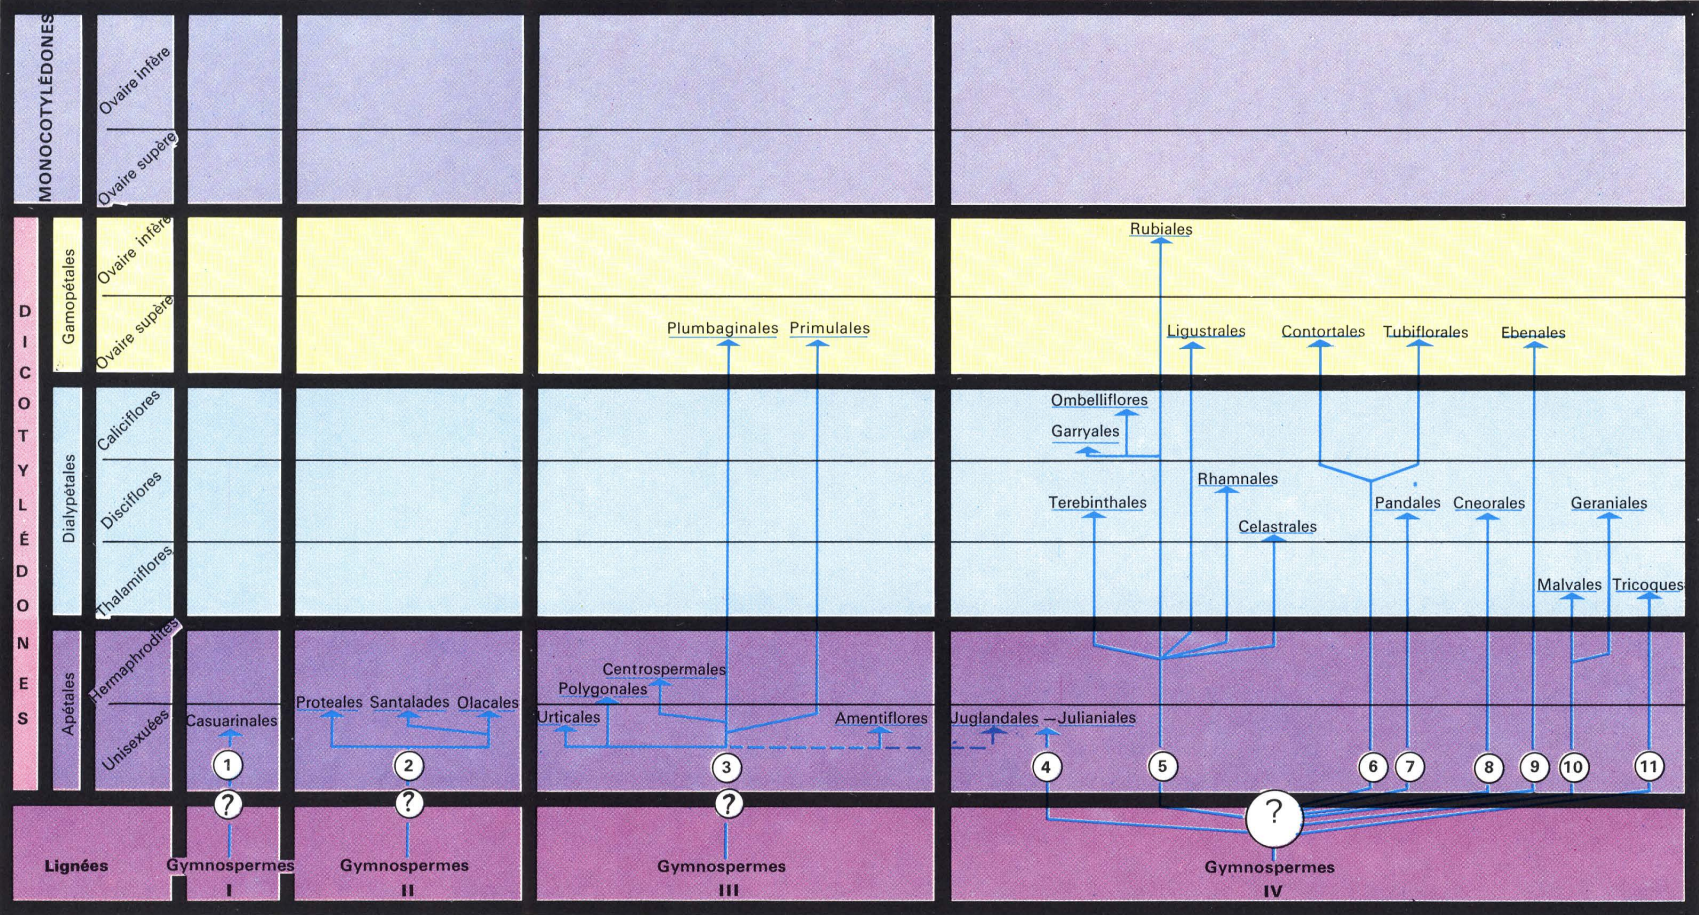 MONOCOTYLÉDONES
Ovaire infère
Ovaire supère
DICOTYLÉDONES
Gamopétales
Ovaire infère
Ovaire supère
Rubiales
Plumbaginales Primulales Ligustrales Contortales Tubiflorales Ebenales
Dialypétales
Caliciflores
Disciflores
Thalamiflores
Ombelliflores
Garryales
Rhamnales
Terebinthales Pandales Cneorales Geraniales
Celastrales
Malvales Tricoques
Apétales
Hermaphrodites
Unisexuées
Centrospermales
Polygonales
Proteales Santalades Olacales
Casuarinales Urticales Amentiflores Juglandales — Julianiales
1 2 3 4 5 6 7 8 9 10 11
? ? ? ?
Lignées Gymnospermes Gymnospermes Gymnospermes Gymnospermes
I II III IV